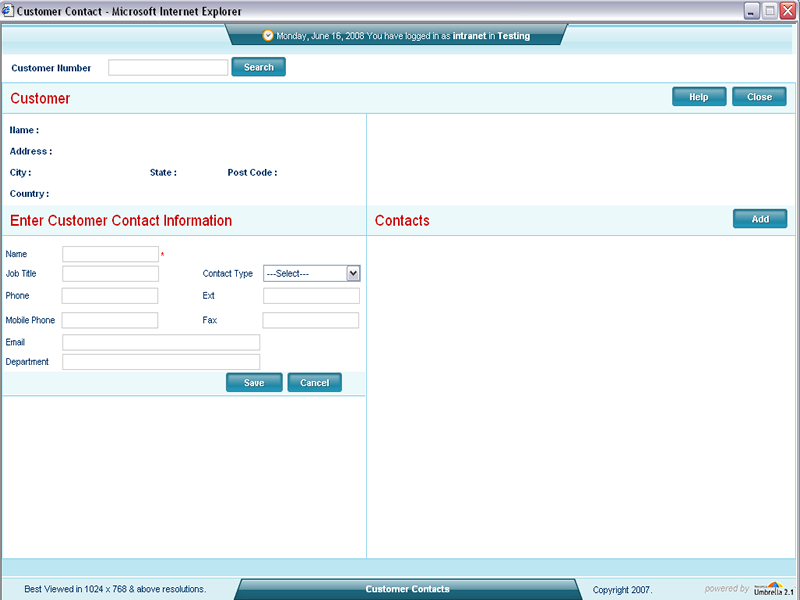 Customer Contact - Microsoft Internet Explorer
Monday, June 16, 2008 You have logged in as intranet in Testing
Customer Number Search
Customer Help Close
Name :
Address :
City : State : Post Code :
Country :
Enter Customer Contact Information Contacts Add
Name *
Job Title Contact Type ---Select---
Phone Ext
Mobile Phone Fax
Email
Department
Save Cancel
Best Viewed in 1024 x 768 & above resolutions. Customer Contacts Copyright 2007. powered by Umbrella 2.1